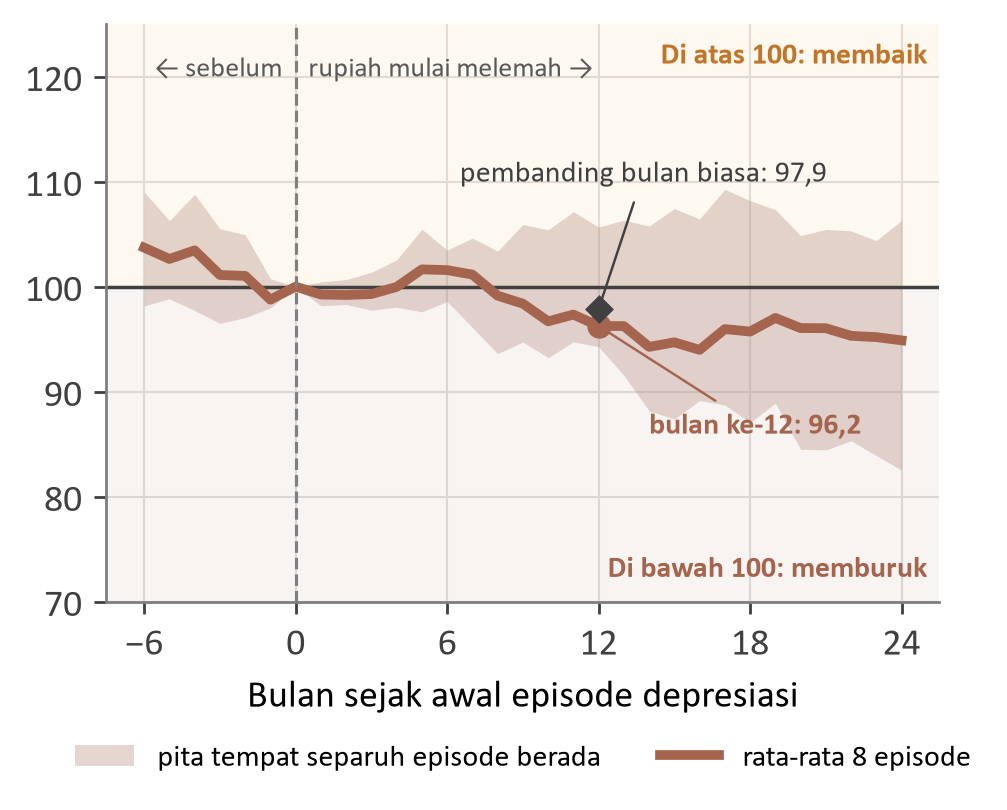 120
110
100
90
80
70
← sebelum
rupiah mulai melemah →
Di atas 100: membaik
pembanding bulan biasa: 97,9
bulan ke-12: 96,2
Di bawah 100: memburuk
−6 0 6 12 18 24
Bulan sejak awal episode depresiasi
pita tempat separuh episode berada
rata-rata 8 episode